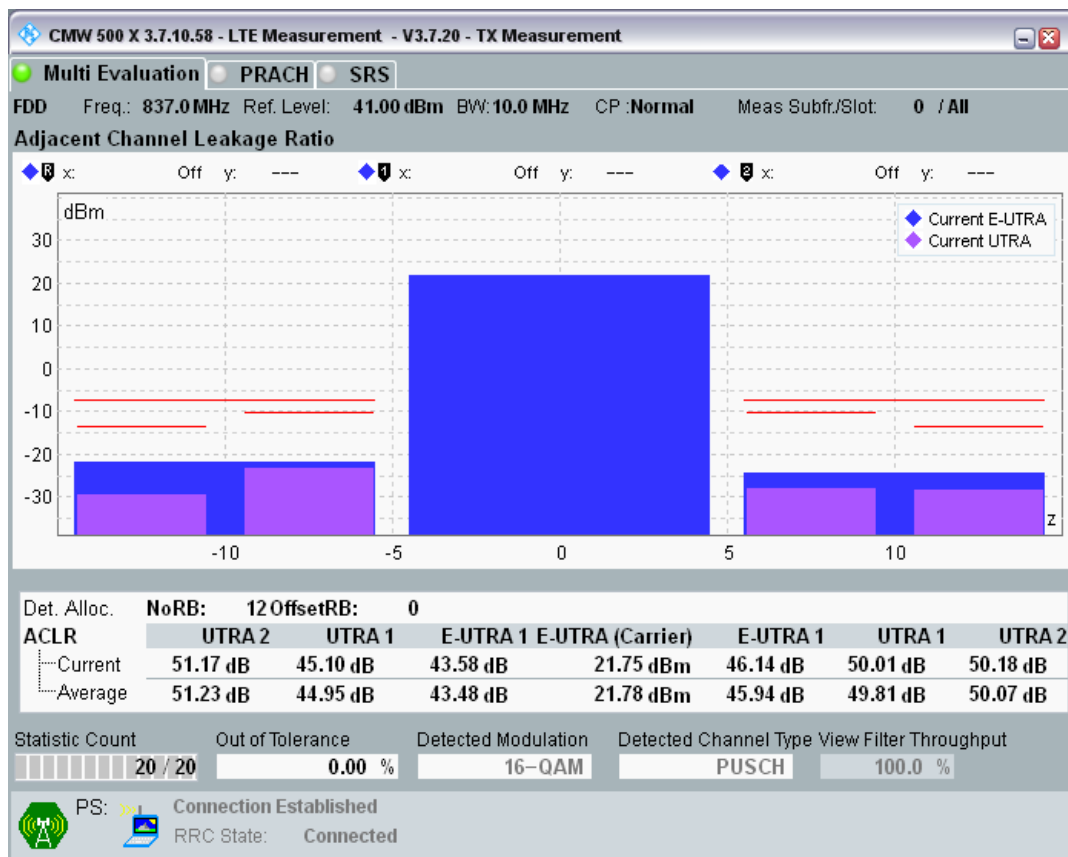 CMW 500 X 3.7.10.58 - LTE Measurement - V3.7.20 - TX Measurement
Multi Evaluation PRACH SRS
FDD Freq.: 837.0 MHz Ref. Level: 41.00 dBm BW: 10.0 MHz CP :Normal Meas Subfr./Slot: 0 / All
Adjacent Channel Leakage Ratio
R x: Off y: --- 1 x: Off y: --- 2 x: Off y: ---
dBm
Current E-UTRA
Current UTRA
30
20
10
0
-10
-20
-30
z
-10 -5 0 5 10
Det. Alloc. NoRB: 12 OffsetRB: 0
ACLR UTRA 2 UTRA 1 E-UTRA 1 E-UTRA (Carrier) E-UTRA 1 UTRA 1 UTRA 2
Current 51.17 dB 45.10 dB 43.58 dB 21.75 dBm 46.14 dB 50.01 dB 50.18 dB
Average 51.23 dB 44.95 dB 43.48 dB 21.78 dBm 45.94 dB 49.81 dB 50.07 dB
Statistic Count Out of Tolerance Detected Modulation Detected Channel Type View Filter Throughput
20 / 20 0.00 % 16-QAM PUSCH 100.0 %
PS: Connection Established
RRC State: Connected